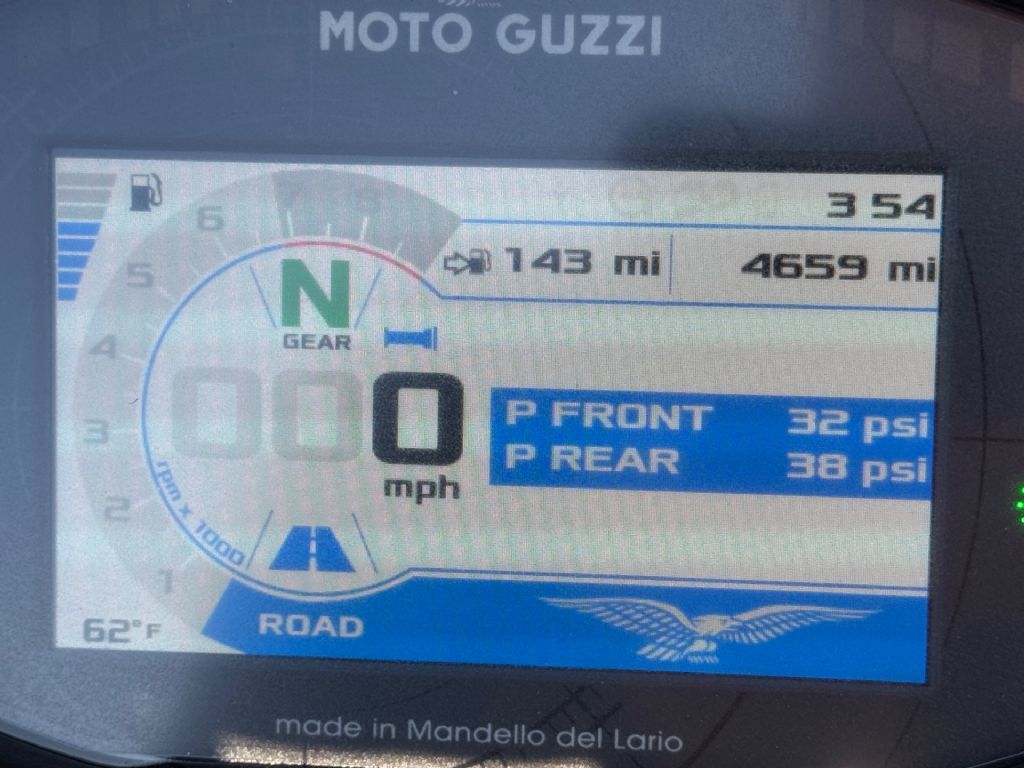 MOTO GUZZI
3 54
143 mi
4659 mi
6
5
4
3
2
1
N
GEAR
000
mph
P FRONT 32 psi
P REAR 38 psi
rpm x 1000
62°F
ROAD
made in Mandello del Lario